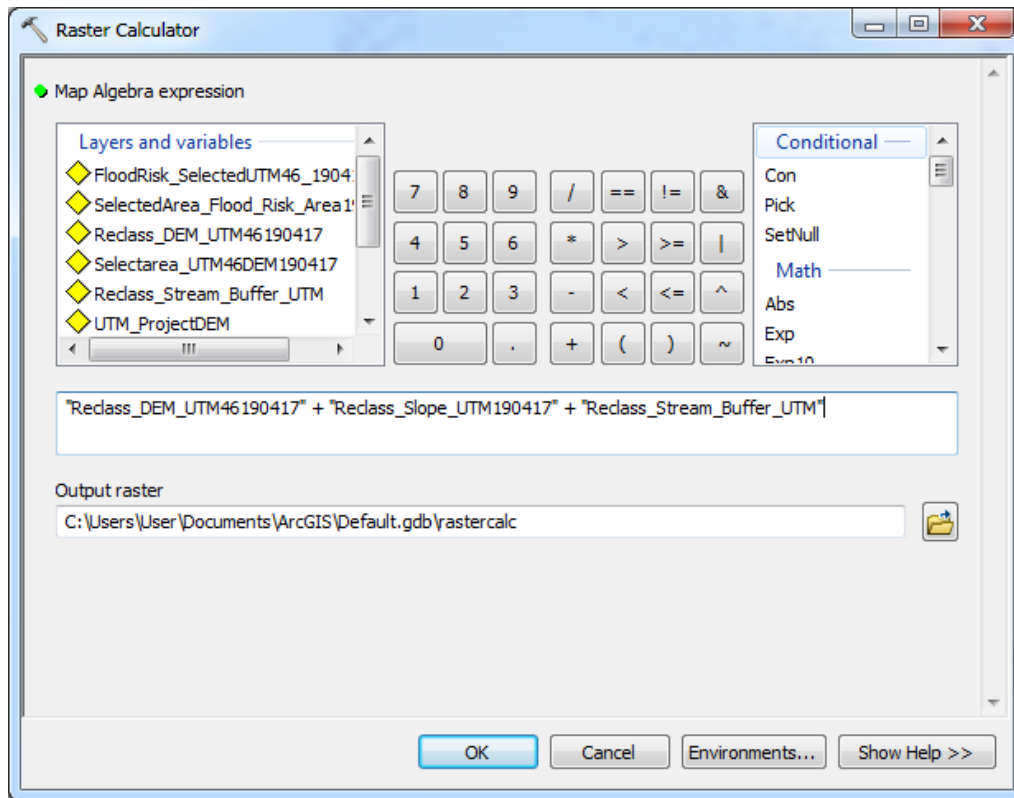 Raster Calculator
Map Algebra expression
Layers and variables
FloodRisk_SelectedUTM46_1904
SelectedArea_Flood_Risk_Area1
Reclass_DEM_UTM46190417
Selectarea_UTM46DEM190417
Reclass_Stream_Buffer_UTM
UTM_ProjectDEM
7 8 9 / == != &
4 5 6 * > >= |
1 2 3 - < <= ^
0 . + ( ) ~
Conditional
Con
Pick
SetNull
Math
Abs
Exp
Exp10
"Reclass_DEM_UTM46190417" + "Reclass_Slope_UTM190417" + "Reclass_Stream_Buffer_UTM"
Output raster
C:\Users\User\Documents\ArcGIS\Default.gdb\rastercalc
OK Cancel Environments... Show Help >>